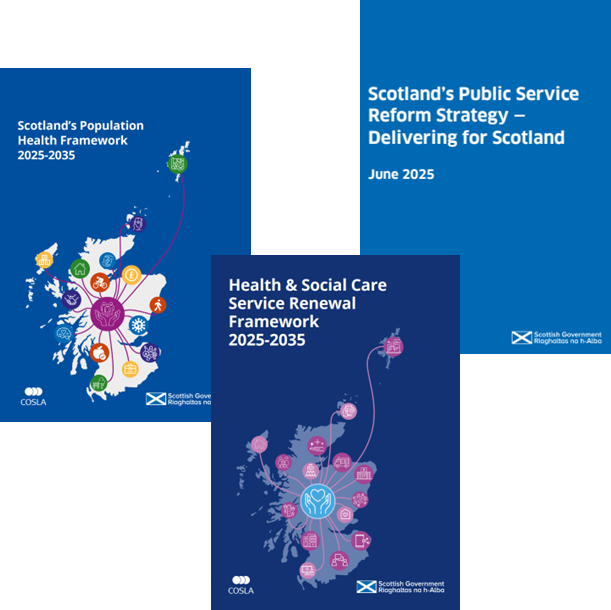 Scotland's Population
Health Framework
2025-2035
COSLA
Scottish Gover
Riaghaltas na
Scotland's Public Service
Reform Strategy –
Delivering for Scotland
June 2025
Scottish Government
Riaghaltas na h-Alba
Health & Social Care
Service Renewal
Framework
2025-2035
COSLA
Scottish Government
Riaghaltas na h-Alba